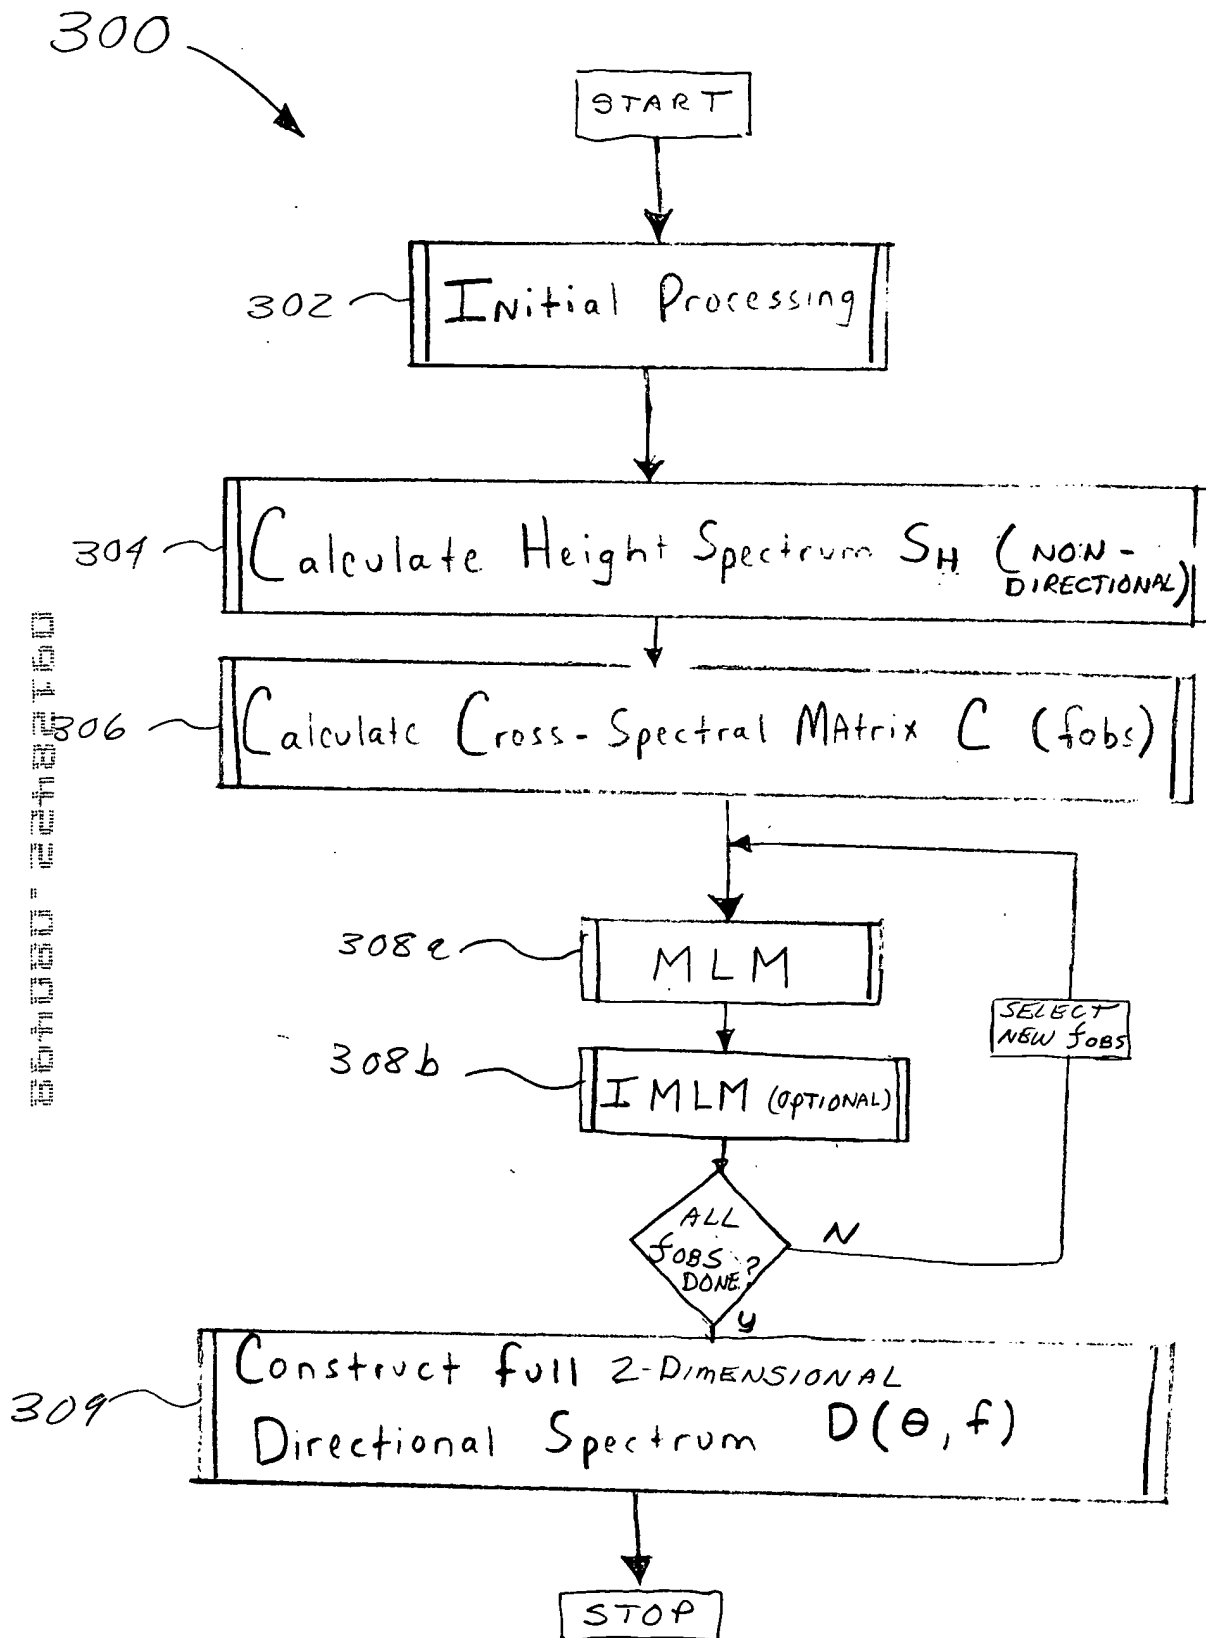 300
START
302
INitial Processing
304
Calculate Height Spectrum SH (NON-
DIRECTIONAL)
306
Calculate Cross-Spectral MAtrix C (fobs)
308a
MLM
SELECT
NEW fOBS
308b
IMLM (OPTIONAL)
ALL
fOBS
DONE?
N
y
309
Construct full 2-DIMENSIONAL
Directional Spectrum D(θ, f)
STOP